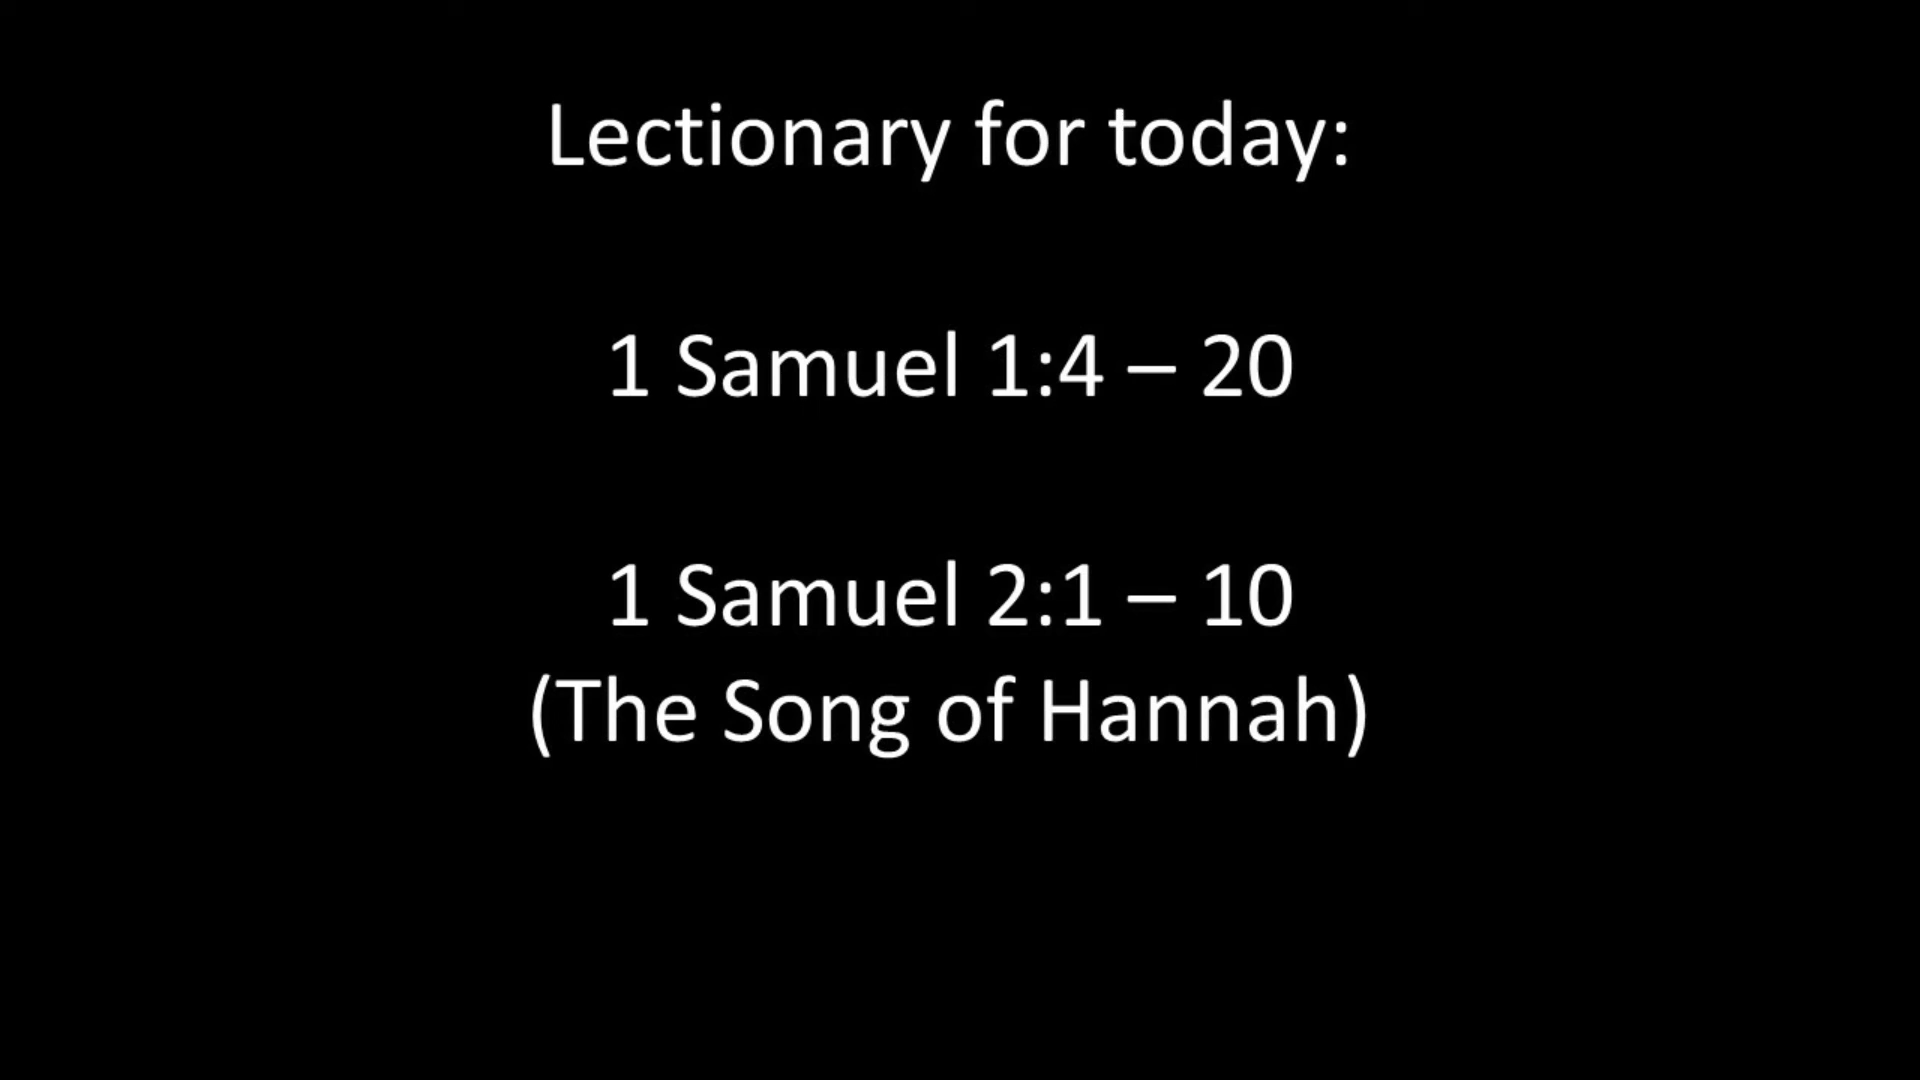 Lectionary for today:
1 Samuel 1:4 – 20
1 Samuel 2:1 – 10
(The Song of Hannah)